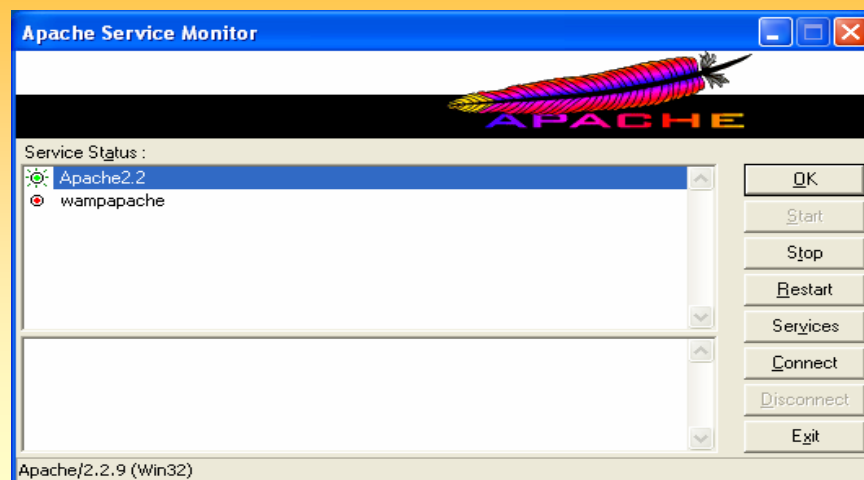 Apache Service Monitor
APACHE
Service Status :
Apache2.2
wampapache
OK
Start
Stop
Restart
Services
Connect
Disconnect
Exit
Apache/2.2.9 (Win32)